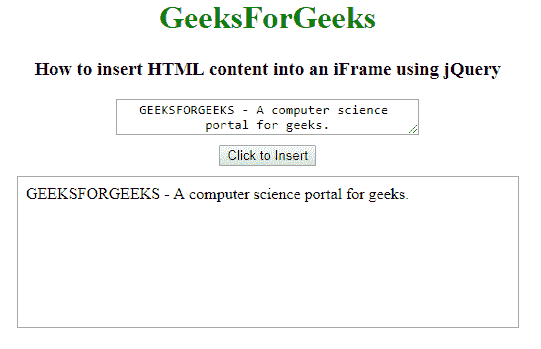 GeeksForGeeks
How to insert HTML content into an iFrame using jQuery
GEEKSFORGEEKS - A computer science
portal for geeks.
Click to Insert
GEEKSFORGEEKS - A computer science portal for geeks.